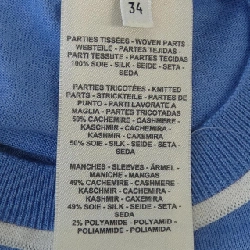 34
PARTIES TISSÉES - WOVEN PARTS
WEBTEILE - PARTES TEJIDAS
PARTI TESSUTE - PARTES TECIDAS
100% SOIE - SILK - SEIDE - SETA -
SEDA
PARTIES TRICOTÉES - KNITTED
PARTS - STRICKTEILE - PARTES DE
PUNTO - PARTI LAVORATE A
MAGLIA - PARTES TRICOTADAS
50% CACHEMIRE - CASHMERE -
KASCHMIR - CACHEMIRA -
KASHMIR - CAXEMIRA
50% SOIE - SILK - SEIDE - SETA -
SEDA
MANCHES - SLEEVES - ÄRMEL -
MANICHE - MANGAS
49% CACHEMIRE - CASHMERE -
KASCHMIR - CACHEMIRA -
KASHMIR - CAXEMIRA
49% SOIE - SILK - SEIDE - SETA -
SEDA
2% POLYAMIDE - POLYAMID -
POLIAMMIDE - POLIAMIDA